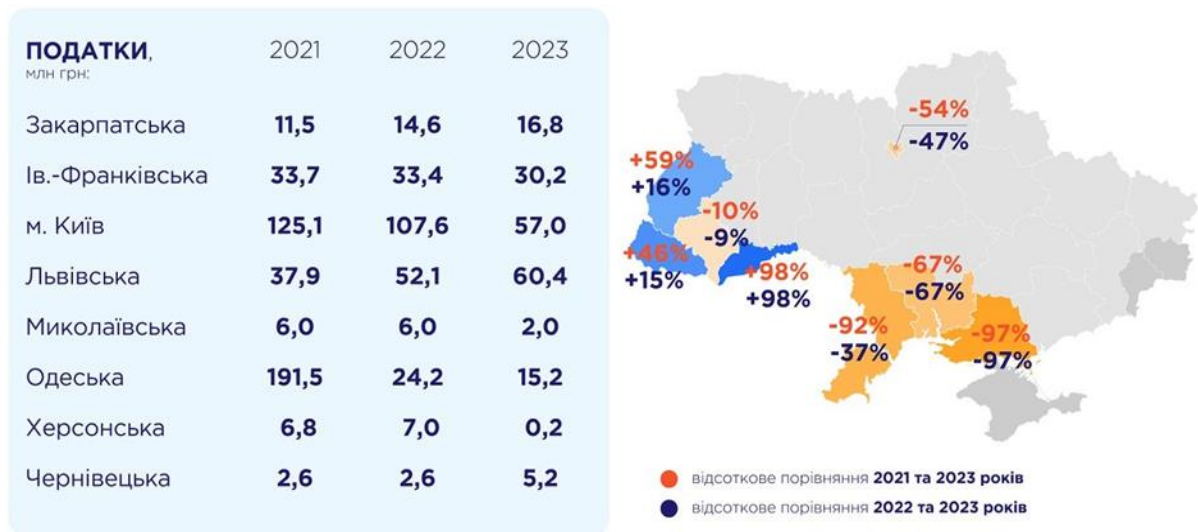 ПОДАТКИ, 2021 2022 2023
млн грн:
Закарпатська 11,5 14,6 16,8
Ів.-Франківська 33,7 33,4 30,2
м. Київ 125,1 107,6 57,0
Львівська 37,9 52,1 60,4
Миколаївська 6,0 6,0 2,0
Одеська 191,5 24,2 15,2
Херсонська 6,8 7,0 0,2
Чернівецька 2,6 2,6 5,2
-54%
-47%
+59%
+16%
-10%
-9%
+46%
+15%
+98%
+98%
-67%
-67%
-92%
-37%
-97%
-97%
відсоткове порівняння 2021 та 2023 років
відсоткове порівняння 2022 та 2023 років